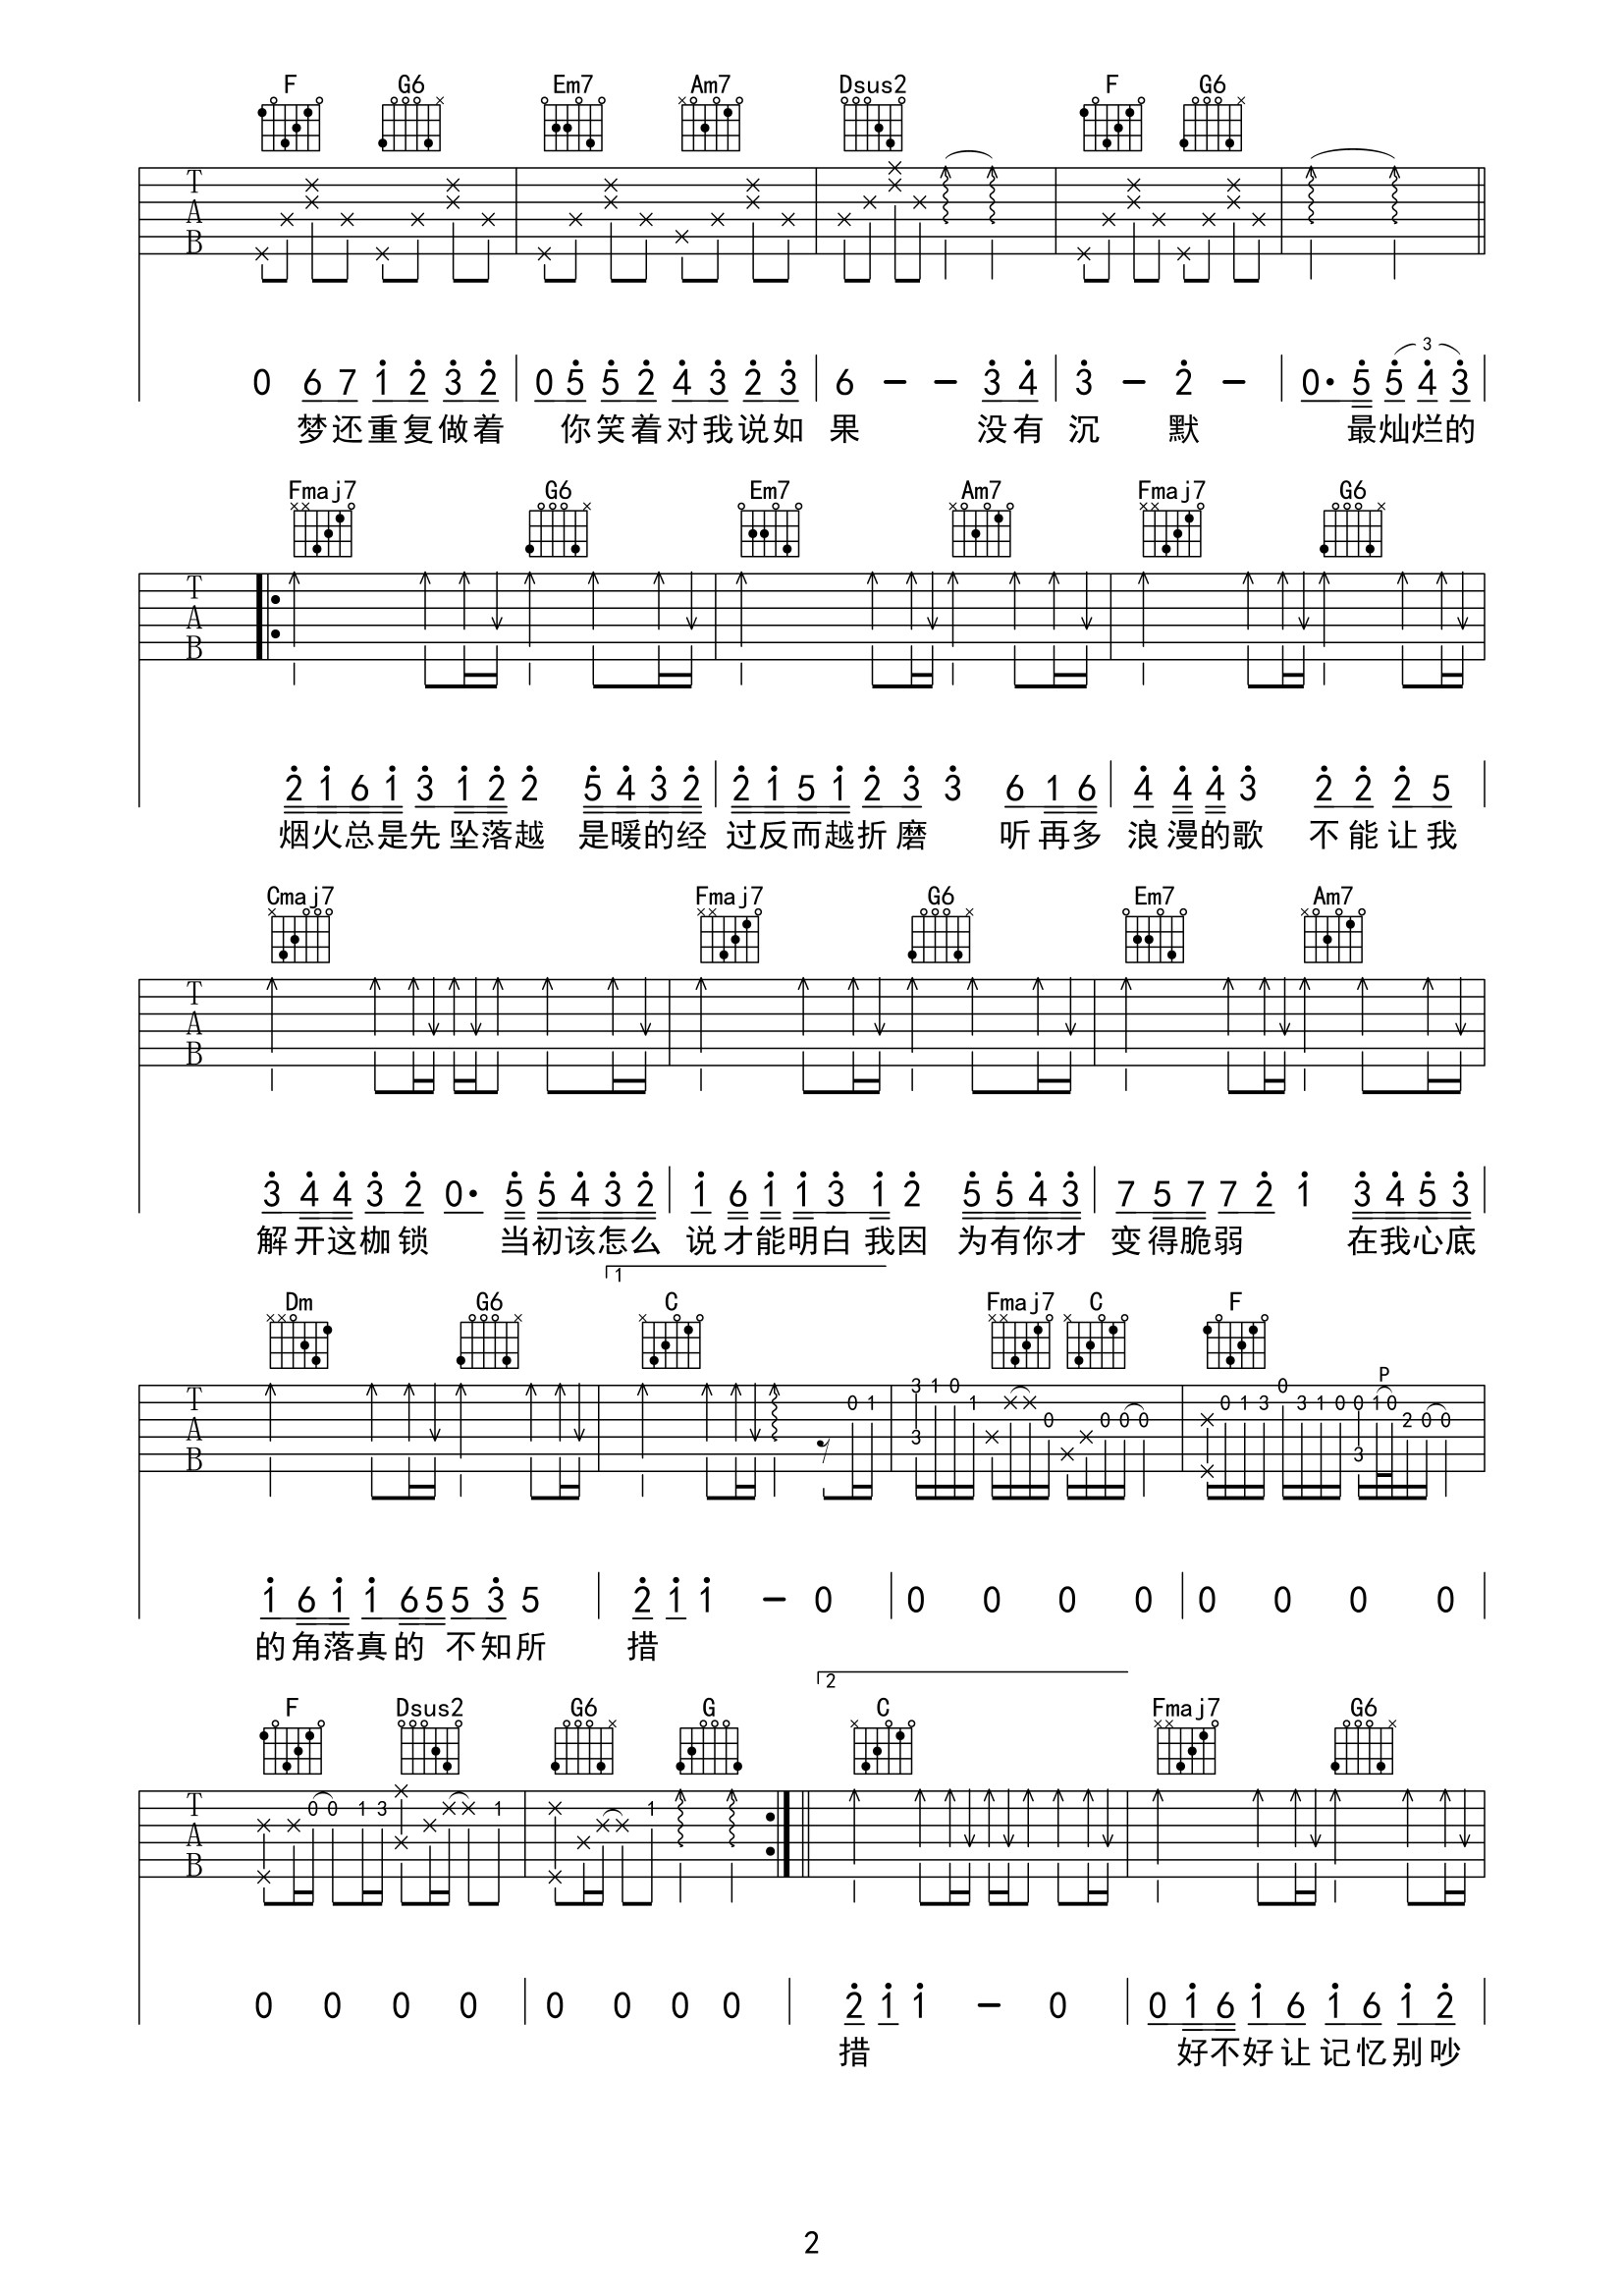 F G6 Em7 Am7 Dsus2 F G6
T
A
B
3
0 6 7 1 2 3 2 0 5 5 2 4 3 2 3 6 – – 3 4 3 – 2 – 0· 5 5 4 3
梦还重复做着 你笑着对我说如 果 没有 沉 默 最灿烂的
Fmaj7 G6 Em7 Am7 Fmaj7 G6
T
A
B
2 1 6 1 3 1 2 2 5 4 3 2 2 1 5 1 2 3 3 6 1 6 4 4 4 3 2 2 2 5
烟火总是先 坠落越 是暖的经 过反而越折磨 听再多 浪漫的歌 不能让我
Cmaj7 Fmaj7 G6 Em7 Am7
T
A
B
3 4 4 3 2 0· 5 5 4 3 2 1 6 1 1 3 1 2 5 5 4 3 7 5 7 7 2 1 3 4 5 3
解开这枷锁 当初该怎么 说才能明白我因 为有你才 变得脆弱 在我心底
1
Dm G6 C Fmaj7 C F
P
T
A
B
0 1 3 1 0 1 3 0 0 0 0 0 1 3 0 3 1 0 0 1 0 3 2 0 0
1 6 1 1 6 5 5 3 5 2 1 1 – 0 0 0 0 0 0 0 0 0
的角落真的 不知所 措
2
F Dsus2 G6 G C Fmaj7 G6
T
A
B
0 0 1 3 1 1
0 0 0 0 0 0 0 0 2 1 1 – 0 0 1 6 1 6 1 6 1 2
措 好不好让记忆别吵
2